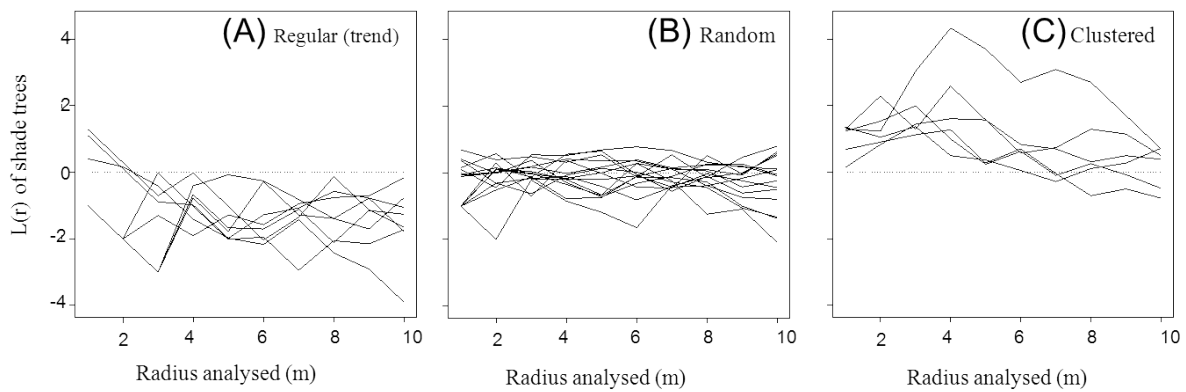 (A) Regular (trend)
(B) Random
(C) Clustered
L(r) of shade trees
4
2
0
-2
-4
2 4 6 8 10
2 4 6 8 10
2 4 6 8 10
Radius analysed (m)
Radius analysed (m)
Radius analysed (m)